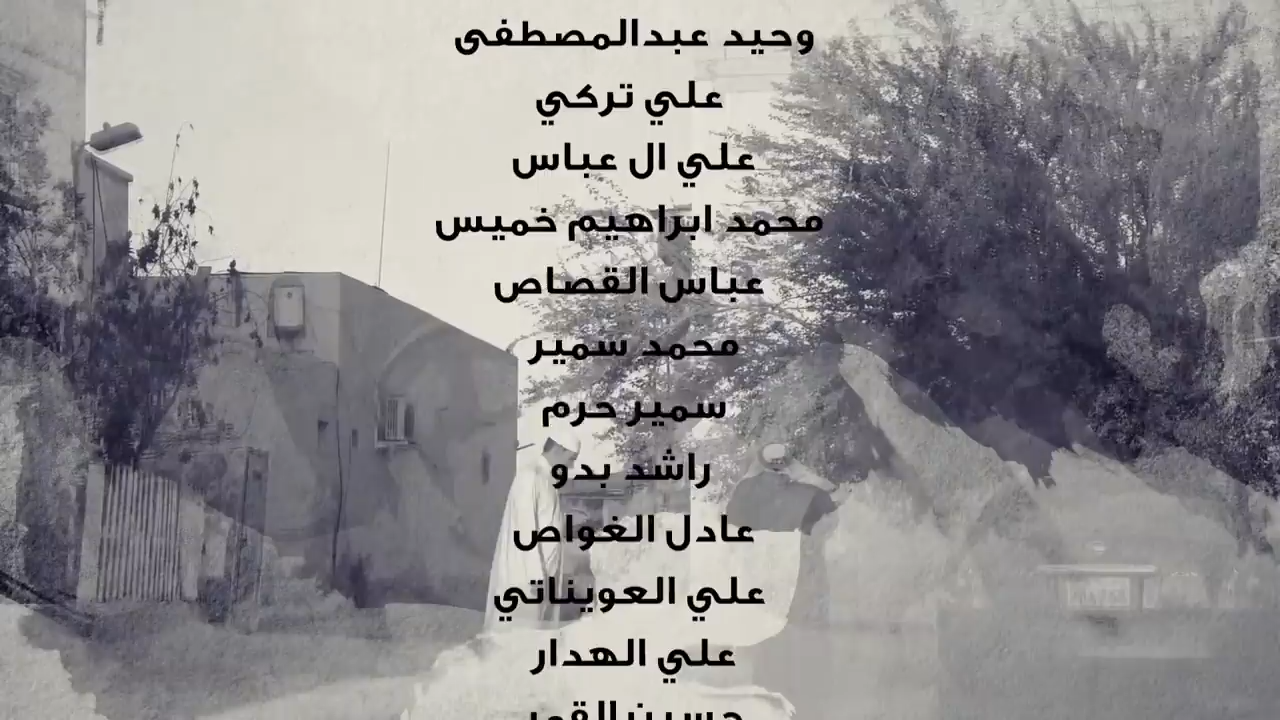 وحيد عبدالمصطفى
علي تركي
علي ال عباس
محمد ابراهيم خميس
عباس القصاص
محمد سمير
سمير حرم
راشد بدو
عادل الغواص
علي العويناتي
علي الهدار
حسين